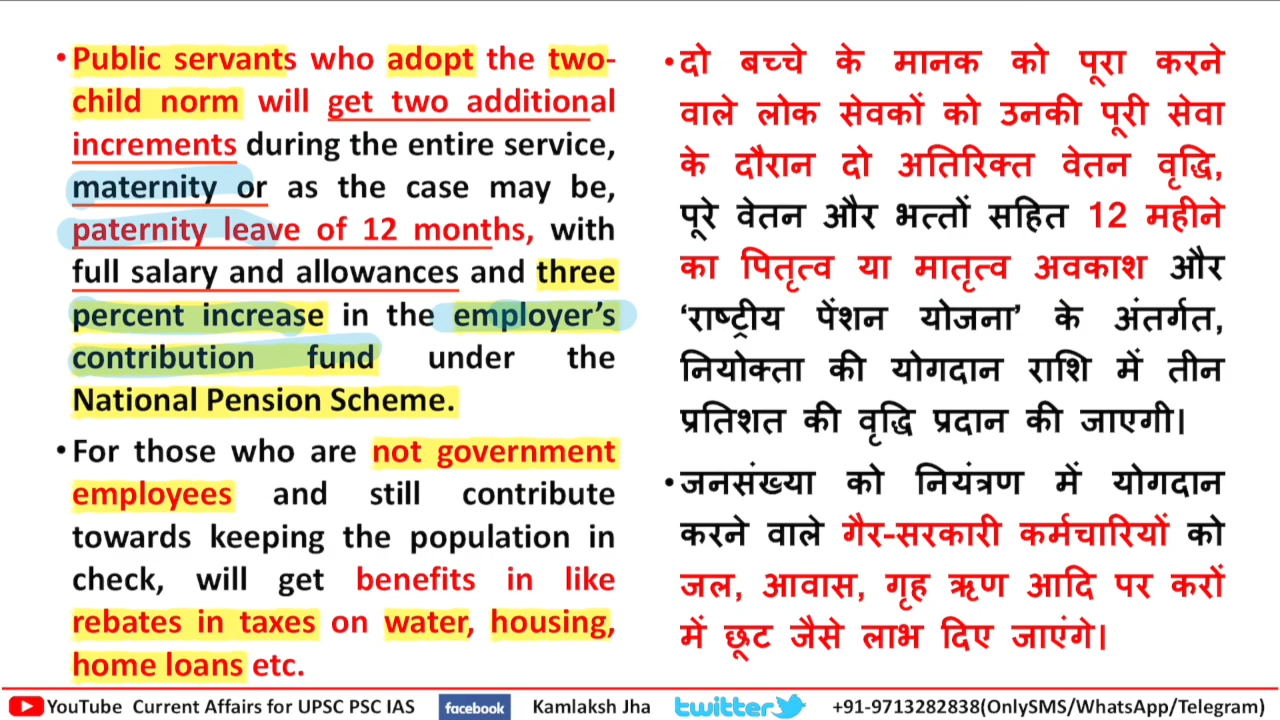 •Public servants who adopt the two-
child norm will get two additional
increments during the entire service,
maternity or as the case may be,
paternity leave of 12 months, with
full salary and allowances and three
percent increase in the employer's
contribution fund under the
National Pension Scheme.
•For those who are not government
employees and still contribute
towards keeping the population in
check, will get benefits in like
rebates in taxes on water, housing,
home loans etc.
•दो बच्चे के मानक को पूरा करने
वाले लोक सेवकों को उनकी पूरी सेवा
के दौरान दो अतिरिक्त वेतन वृद्धि,
पूरे वेतन और भत्तों सहित 12 महीने
का पितृत्व या मातृत्व अवकाश और
‘राष्ट्रीय पेंशन योजना’ के अंतर्गत,
नियोक्ता की योगदान राशि में तीन
प्रतिशत की वृद्धि प्रदान की जाएगी।
•जनसंख्या को नियंत्रण में योगदान
करने वाले गैर-सरकारी कर्मचारियों को
जल, आवास, गृह ऋण आदि पर करों
में छूट जैसे लाभ दिए जाएंगे।
YouTube Current Affairs for UPSC PSC IAS facebook Kamlaksh Jha twitter +91-9713282838(OnlySMS/WhatsApp/Telegram)